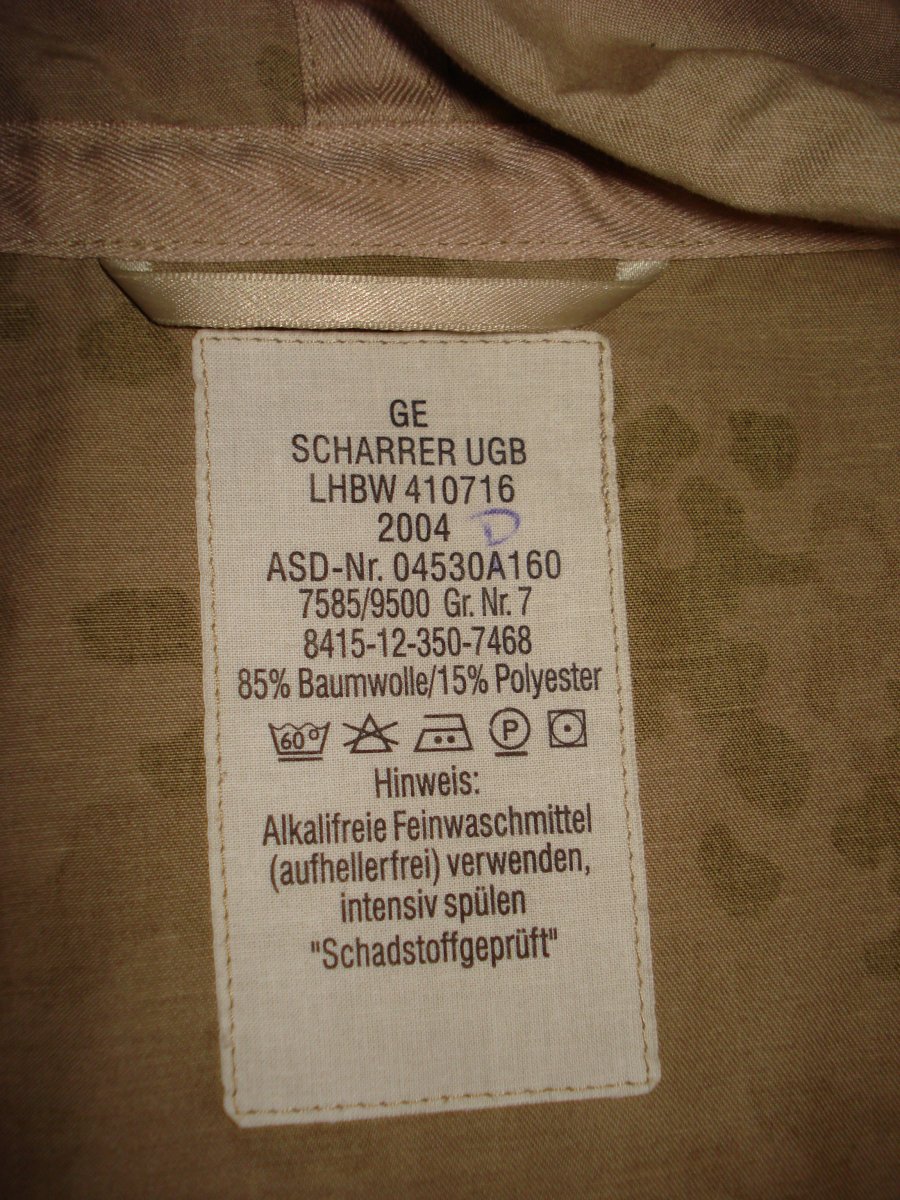 GE
SCHARRER UGB
LHBW 410716
2004 D
ASD-Nr. 04530A160
7585/9500 Gr. Nr. 7
8415-12-350-7468
85% Baumwolle/15% Polyester
60° P
Hinweis:
Alkalifreie Feinwaschmittel
(aufhellerfrei) verwenden,
intensiv spülen
"Schadstoffgeprüft"